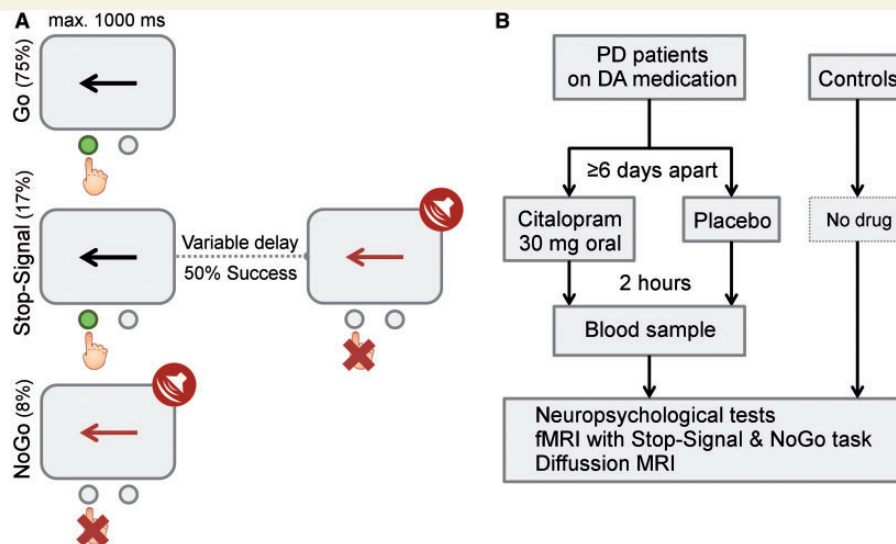 A
max. 1000 ms
Go (75%)
Stop-Signal (17%)
Variable delay
50% Success
NoGo (8%)
B
PD patients
on DA medication
Controls
≥6 days apart
Citalopram
30 mg oral
Placebo
No drug
2 hours
Blood sample
Neuropsychological tests
fMRI with Stop-Signal & NoGo task
Diffusion MRI